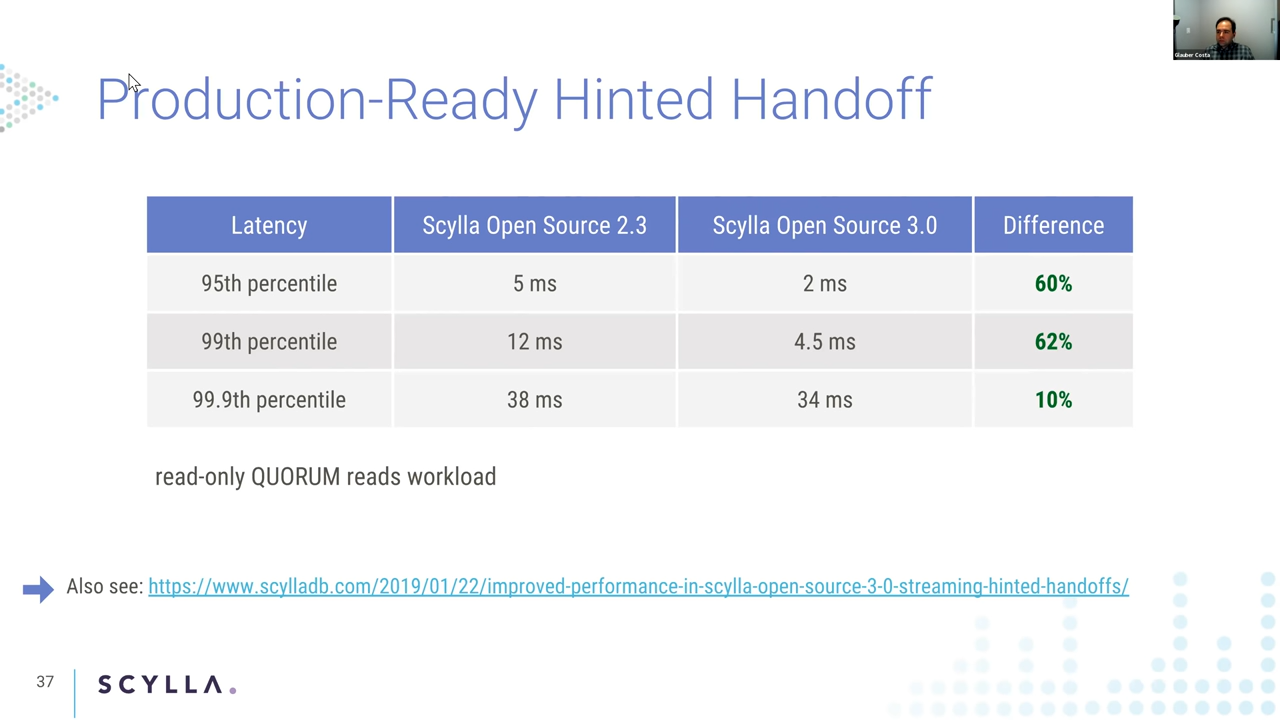 Glauber Costa
Production-Ready Hinted Handoff
Latency Scylla Open Source 2.3 Scylla Open Source 3.0 Difference
95th percentile 5 ms 2 ms 60%
99th percentile 12 ms 4.5 ms 62%
99.9th percentile 38 ms 34 ms 10%
read-only QUORUM reads workload
Also see: https://www.scylladb.com/2019/01/22/improved-performance-in-scylla-open-source-3-0-streaming-hinted-handoffs/
37 SCYLLA.